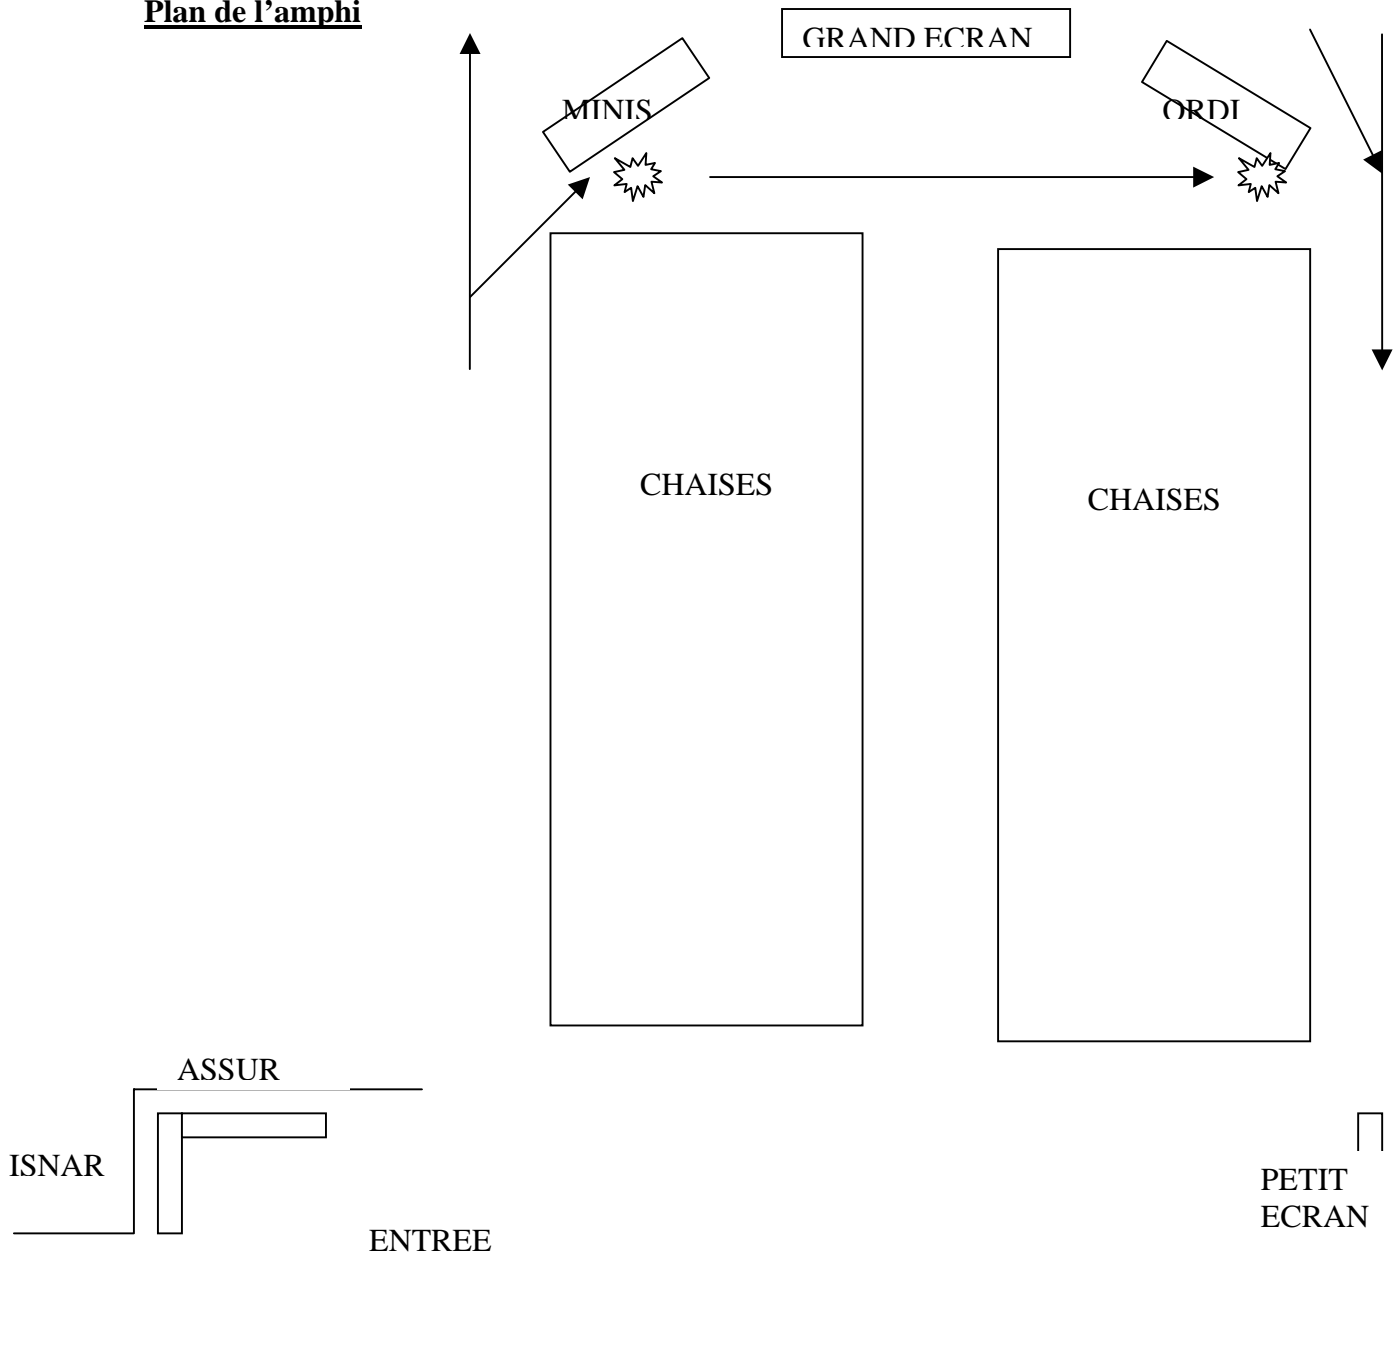 Plan de l’amphi
GRAND ECRAN
MINIS
ORDI
CHAISES
CHAISES
ASSUR
ISNAR
PETIT
ECRAN
ENTREE